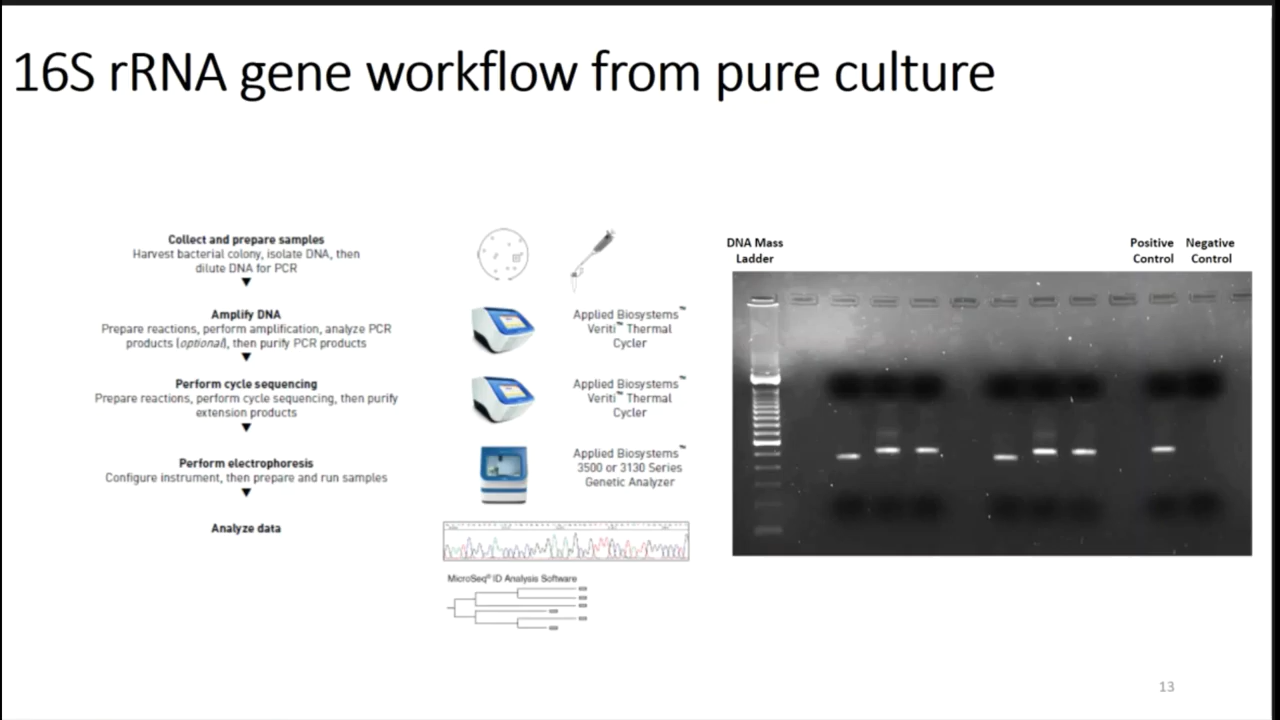 16S rRNA gene workflow from pure culture
Collect and prepare samples
Harvest bacterial colony, isolate DNA, then
dilute DNA for PCR
Amplify DNA
Prepare reactions, perform amplification, analyze PCR
products (optional), then purify PCR products
Applied Biosystems™
Veriti™ Thermal
Cycler
Perform cycle sequencing
Prepare reactions, perform cycle sequencing, then purify
extension products
Applied Biosystems™
Veriti™ Thermal
Cycler
Perform electrophoresis
Configure instrument, then prepare and run samples
Applied Biosystems™
3500 or 3130 Series
Genetic Analyzer
Analyze data
MicroSeq® ID Analysis Software
DNA Mass
Ladder
Positive
Control
Negative
Control
13